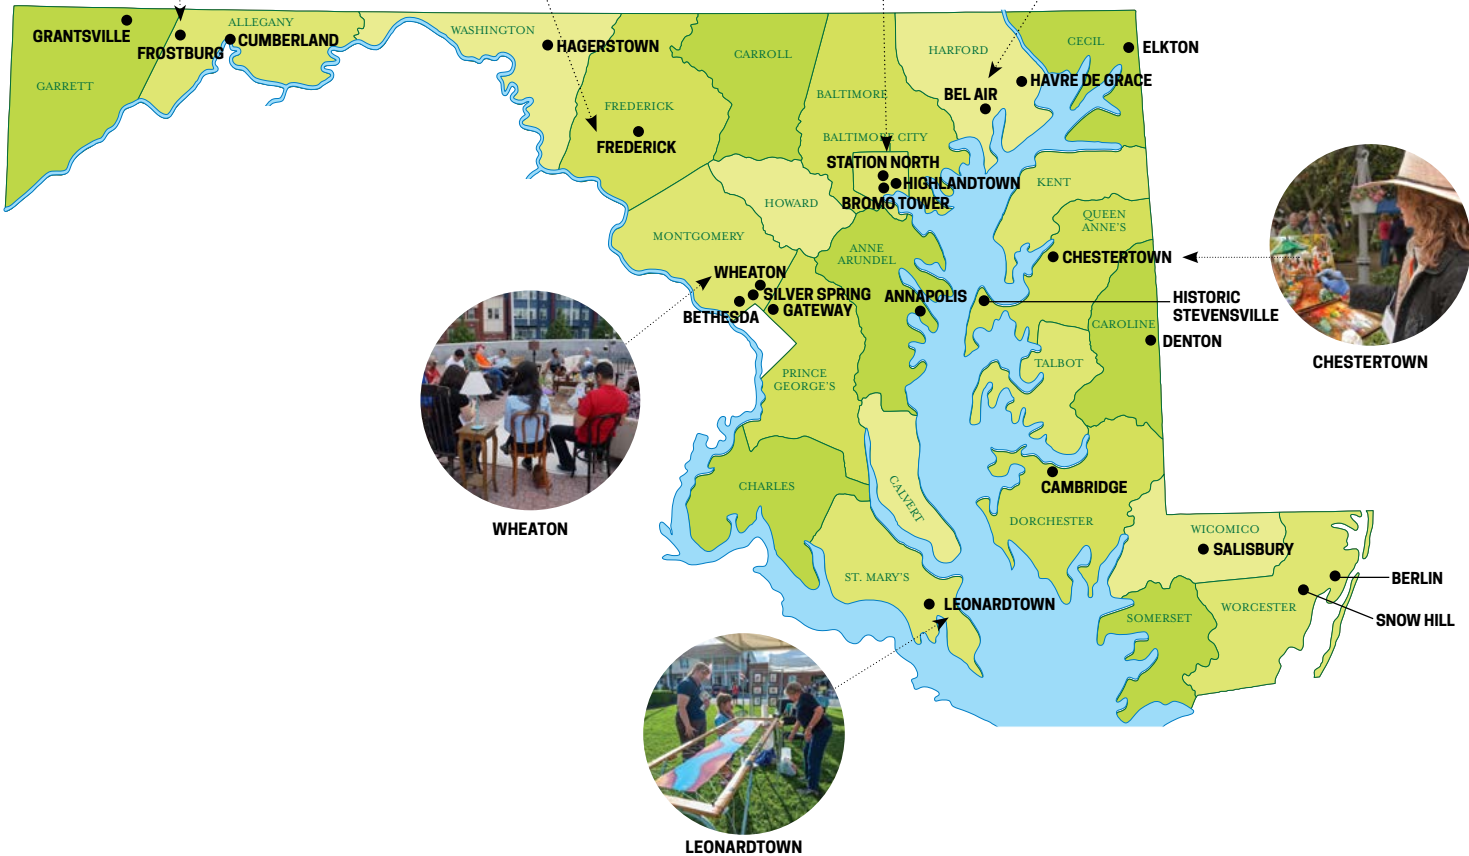 GRANTSVILLE
FROSTBURG
ALLEGANY
CUMBERLAND
GARRETT
WASHINGTON
HAGERSTOWN
FREDERICK
FREDERICK
CARROLL
BALTIMORE
BALTIMORE CITY
STATION NORTH
HIGHLANDTOWN
BROMO TOWER
HARFORD
BEL AIR
HAVRE DE GRACE
CECIL
ELKTON
KENT
QUEEN
ANNE'S
CHESTERTOWN
CHESTERTOWN
HOWARD
MONTGOMERY
WHEATON
SILVER SPRING
GATEWAY
BETHESDA
ANNE
ARUNDEL
ANNAPOLIS
HISTORIC
STEVENSVILLE
CAROLINE
DENTON
TALBOT
PRINCE
GEORGE'S
WHEATON
CHARLES
CALVERT
CAMBRIDGE
DORCHESTER
WICOMICO
SALISBURY
ST. MARY'S
LEONARDTOWN
SOMERSET
WORCESTER
BERLIN
SNOW HILL
LEONARDTOWN